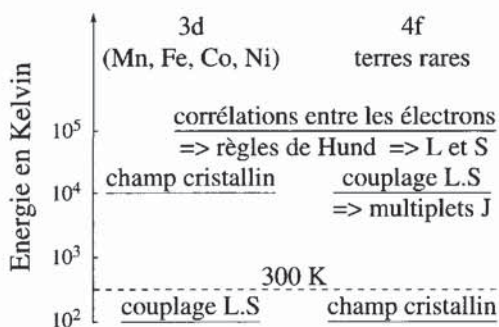 3d 4f
(Mn, Fe, Co, Ni) terres rares
corrélations entre les électrons
10⁵
=> règles de Hund => L et S
champ cristallin couplage L.S
10⁴
=> multiplets J
10³
300 K
couplage L.S champ cristallin
10²
Energie en Kelvin